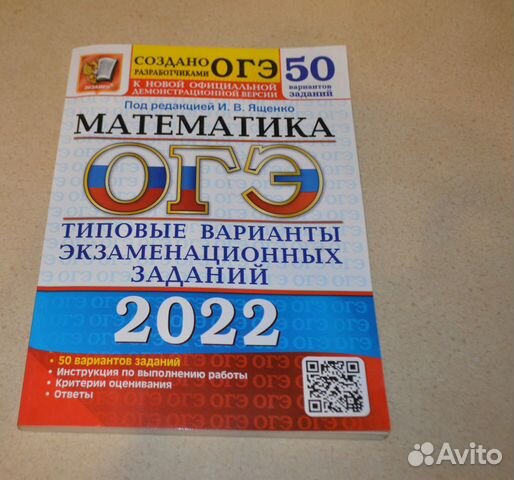 ЭКЗАМЕН
СОЗДАНО
РАЗРАБОТЧИКАМИ ОГЭ
К НОВОЙ ОФИЦИАЛЬНОЙ
ДЕМОНСТРАЦИОННОЙ ВЕРСИИ
50
вариантов
заданий
Под редакцией И. В. Ященко
МАТЕМАТИКА
ОГЭ
ТИПОВЫЕ ВАРИАНТЫ
ЭКЗАМЕНАЦИОННЫХ
ЗАДАНИЙ
2022
• 50 вариантов заданий
• Инструкция по выполнению работы
• Критерии оценивания
• Ответы
Avito